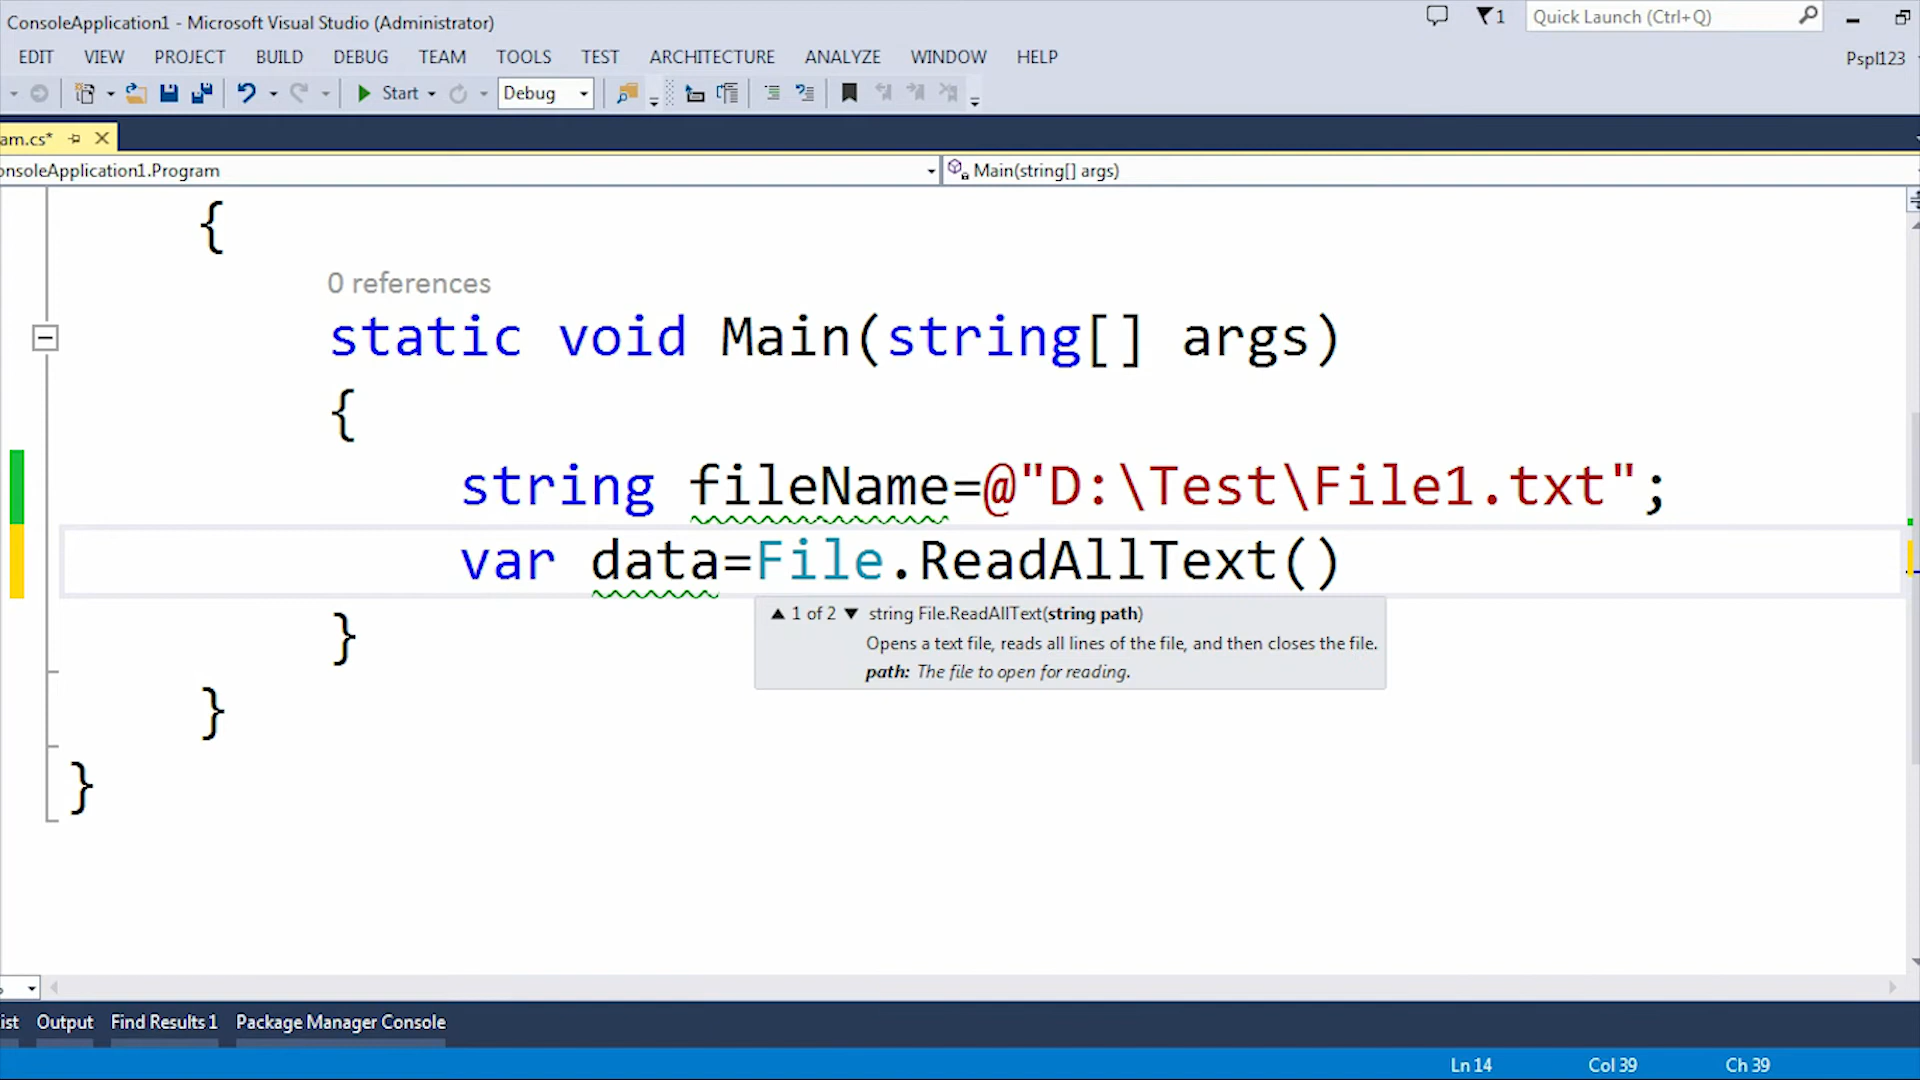 ConsoleApplication1 - Microsoft Visual Studio (Administrator)
1
Quick Launch (Ctrl+Q)
EDIT VIEW PROJECT BUILD DEBUG TEAM TOOLS TEST ARCHITECTURE ANALYZE WINDOW HELP
Pspl123
Start Debug
am.cs*
onsoleApplication1.Program
Main(string[] args)
{
0 references
static void Main(string[] args)
{
string fileName=@"D:\Test\File1.txt";
var data=File.ReadAllText()
1 of 2 string File.ReadAllText(string path)
Opens a text file, reads all lines of the file, and then closes the file.
path: The file to open for reading.
}
}
}
ist Output Find Results 1 Package Manager Console
Ln 14 Col 39 Ch 39